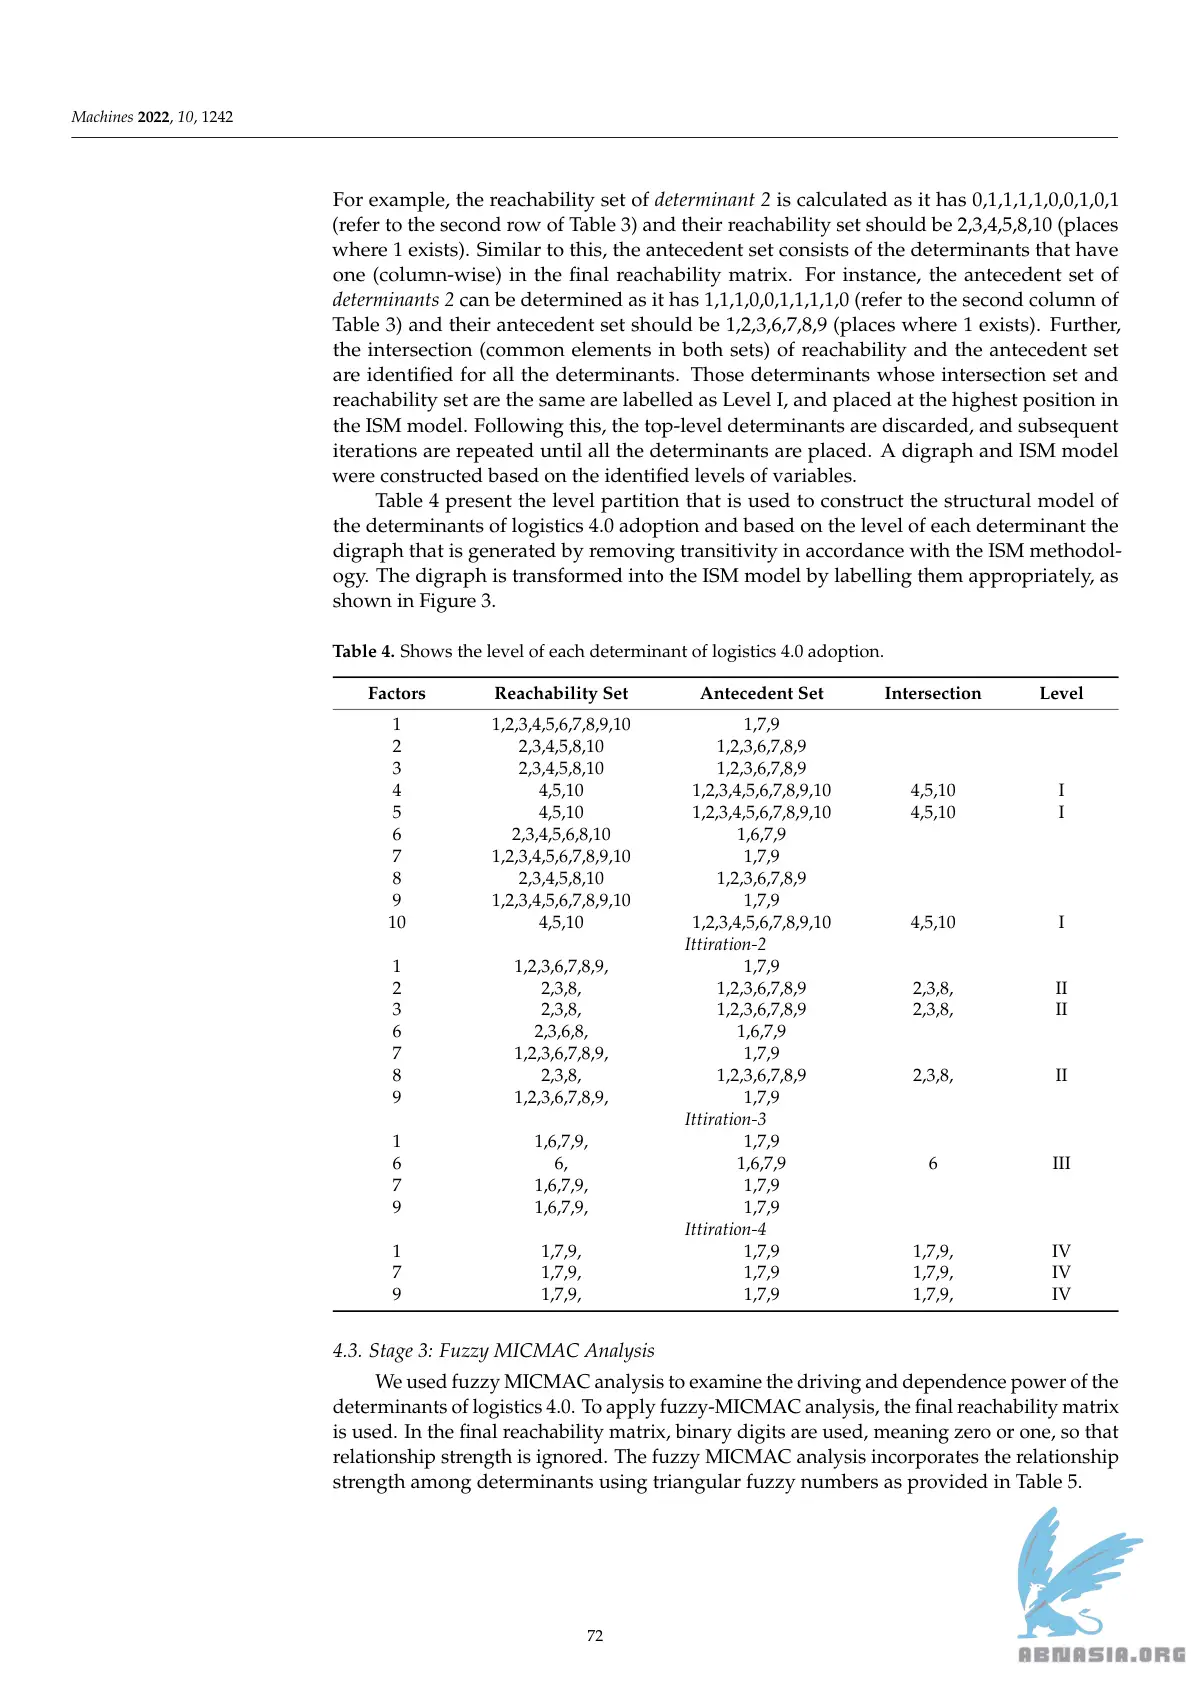 Machines 2022, 10, 1242
For example, the reachability set of determinant 2 is calculated as it has 0,1,1,1,1,0,0,1,0,1
(refer to the second row of Table 3) and their reachability set should be 2,3,4,5,8,10 (places
where 1 exists). Similar to this, the antecedent set consists of the determinants that have
one (column-wise) in the final reachability matrix. For instance, the antecedent set of
determinants 2 can be determined as it has 1,1,1,0,0,1,1,1,1,0 (refer to the second column of
Table 3) and their antecedent set should be 1,2,3,6,7,8,9 (places where 1 exists). Further,
the intersection (common elements in both sets) of reachability and the antecedent set
are identified for all the determinants. Those determinants whose intersection set and
reachability set are the same are labelled as Level I, and placed at the highest position in
the ISM model. Following this, the top-level determinants are discarded, and subsequent
iterations are repeated until all the determinants are placed. A digraph and ISM model
were constructed based on the identified levels of variables.
Table 4 present the level partition that is used to construct the structural model of
the determinants of logistics 4.0 adoption and based on the level of each determinant the
digraph that is generated by removing transitivity in accordance with the ISM methodol-
ogy. The digraph is transformed into the ISM model by labelling them appropriately, as
shown in Figure 3.
Table 4. Shows the level of each determinant of logistics 4.0 adoption.
Factors Reachability Set Antecedent Set Intersection Level
1 1,2,3,4,5,6,7,8,9,10 1,7,9
2 2,3,4,5,8,10 1,2,3,6,7,8,9
3 2,3,4,5,8,10 1,2,3,6,7,8,9
4 4,5,10 1,2,3,4,5,6,7,8,9,10 4,5,10 I
5 4,5,10 1,2,3,4,5,6,7,8,9,10 4,5,10 I
6 2,3,4,5,6,8,10 1,6,7,9
7 1,2,3,4,5,6,7,8,9,10 1,7,9
8 2,3,4,5,8,10 1,2,3,6,7,8,9
9 1,2,3,4,5,6,7,8,9,10 1,7,9
10 4,5,10 1,2,3,4,5,6,7,8,9,10 4,5,10 I
Ittiration-2
1 1,2,3,6,7,8,9, 1,7,9
2 2,3,8, 1,2,3,6,7,8,9 2,3,8, II
3 2,3,8, 1,2,3,6,7,8,9 2,3,8, II
6 2,3,6,8, 1,6,7,9
7 1,2,3,6,7,8,9, 1,7,9
8 2,3,8, 1,2,3,6,7,8,9 2,3,8, II
9 1,2,3,6,7,8,9, 1,7,9
Ittiration-3
1 1,6,7,9, 1,7,9
6 6, 1,6,7,9 6 III
7 1,6,7,9, 1,7,9
9 1,6,7,9, 1,7,9
Ittiration-4
1 1,7,9, 1,7,9 1,7,9, IV
7 1,7,9, 1,7,9 1,7,9, IV
9 1,7,9, 1,7,9 1,7,9, IV
4.3. Stage 3: Fuzzy MICMAC Analysis
We used fuzzy MICMAC analysis to examine the driving and dependence power of the
determinants of logistics 4.0. To apply fuzzy-MICMAC analysis, the final reachability matrix
is used. In the final reachability matrix, binary digits are used, meaning zero or one, so that
relationship strength is ignored. The fuzzy MICMAC analysis incorporates the relationship
strength among determinants using triangular fuzzy numbers as provided in Table 5.
72
ABNASIA.ORG